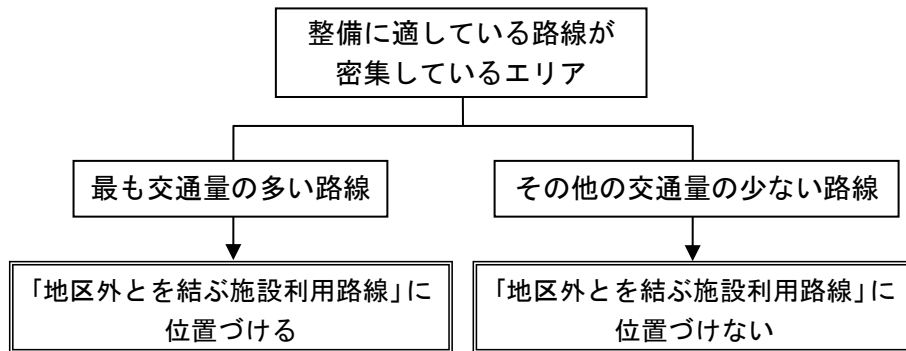 整備に適している路線が
密集しているエリア
最も交通量の多い路線
その他の交通量の少ない路線
「地区外とを結ぶ施設利用路線」に
位置づける
「地区外とを結ぶ施設利用路線」に
位置づけない